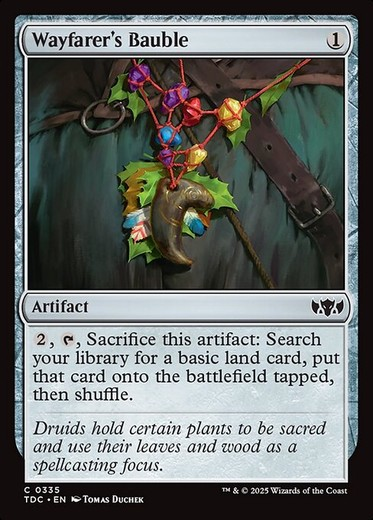 Wayfarer's Bauble 1
Artifact
2, T, Sacrifice this artifact: Search
your library for a basic land card, put
that card onto the battlefield tapped,
then shuffle.
Druids hold certain plants to be sacred
and use their leaves and wood as a
spellcasting focus.
C 0335
TDC • EN Tomas Duchek
™ & © 2025 Wizards of the Coast